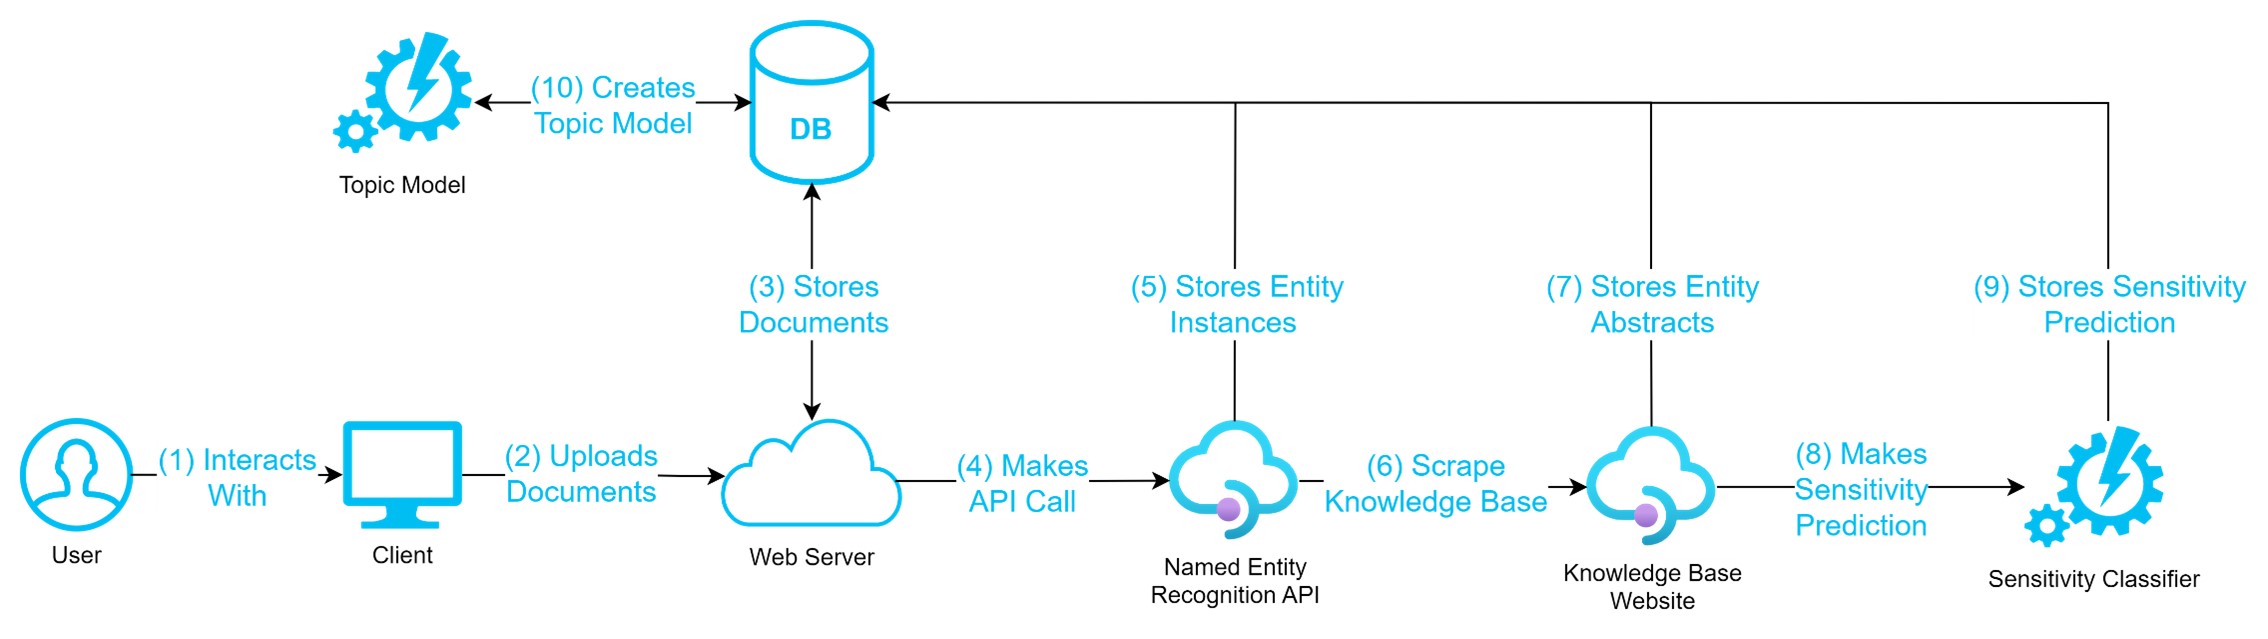 (10) Creates
Topic Model
DB
Topic Model
(3) Stores
Documents
(5) Stores Entity
Instances
(7) Stores Entity
Abstracts
(9) Stores Sensitivity
Prediction
(1) Interacts
With
(2) Uploads
Documents
(4) Makes
API Call
(6) Scrape
Knowledge Base
(8) Makes
Sensitivity
Prediction
User
Client
Web Server
Named Entity
Recognition API
Knowledge Base
Website
Sensitivity Classifier